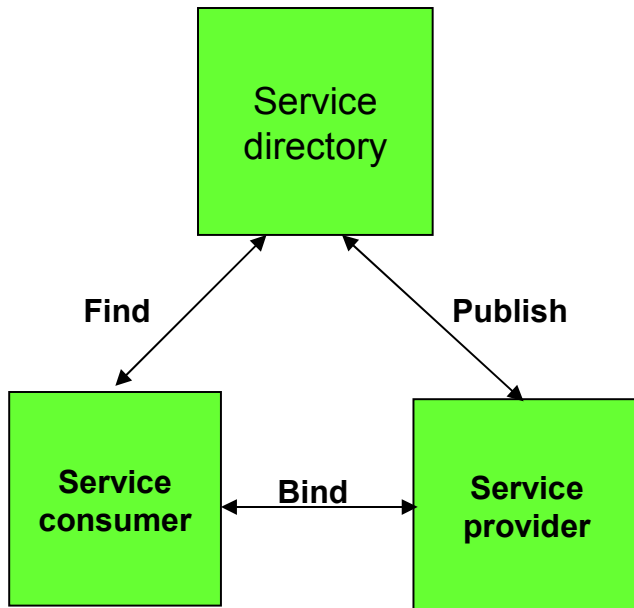 Service
directory
Find
Publish
Service
consumer
Bind
Service
provider